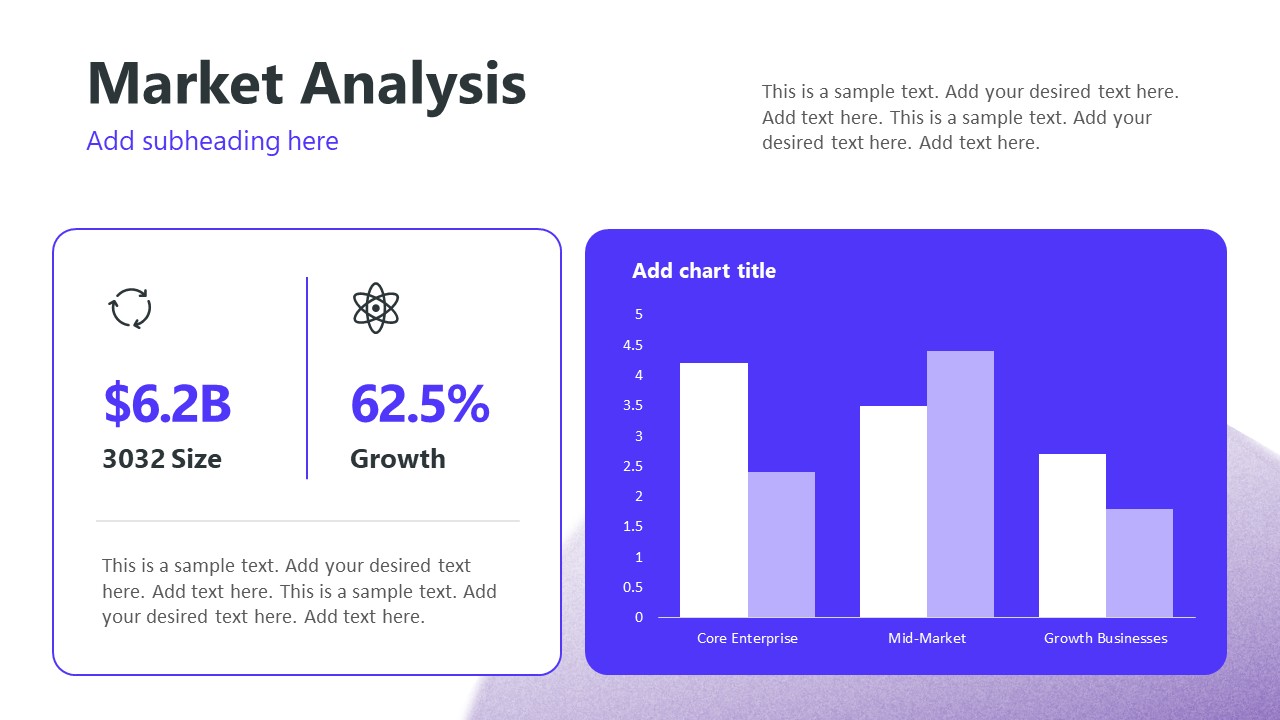 Market Analysis
Add subheading here
This is a sample text. Add your desired text here.
Add text here. This is a sample text. Add your
desired text here. Add text here.
$6.2B
3032 Size
62.5%
Growth
This is a sample text. Add your desired text
here. Add text here. This is a sample text. Add
your desired text here. Add text here.
Add chart title
5
4.5
4
3.5
3
2.5
2
1.5
1
0.5
0
Core Enterprise
Mid-Market
Growth Businesses